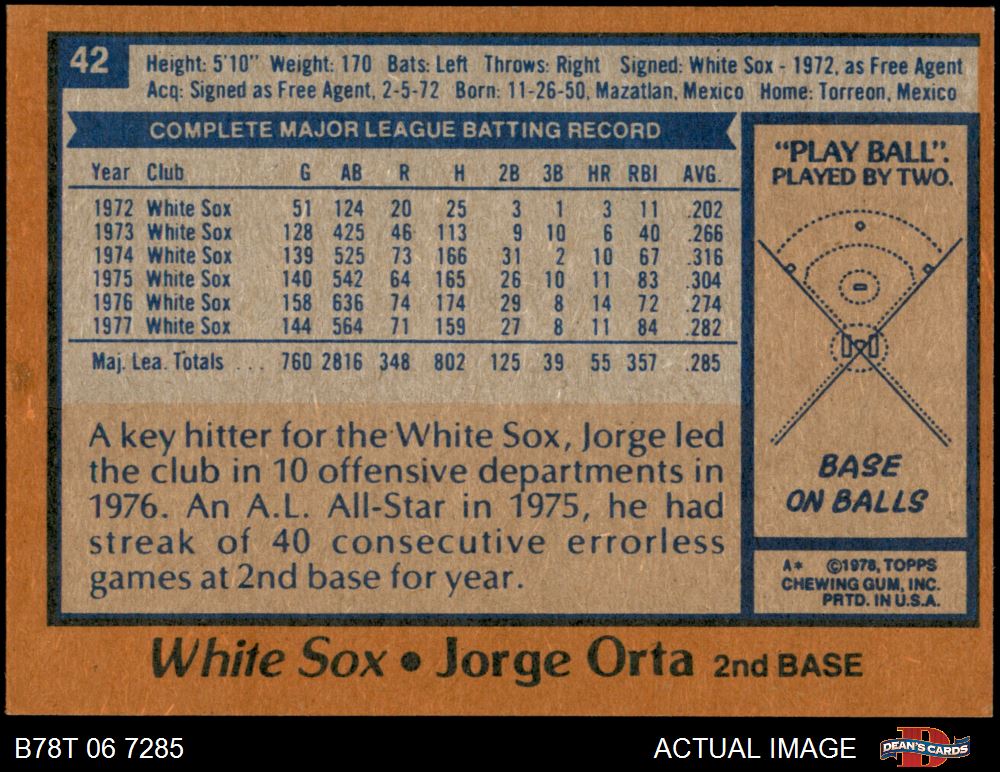 42
Height: 5'10" Weight: 170 Bats: Left Throws: Right Signed: White Sox - 1972, as Free Agent
Acq: Signed as Free Agent, 2-5-72 Born: 11-26-50, Mazatlan, Mexico Home: Torreon, Mexico
COMPLETE MAJOR LEAGUE BATTING RECORD
Year Club G AB R H 2B 3B HR RBI AVG.
1972 White Sox 51 124 20 25 3 1 3 11 .202
1973 White Sox 128 425 46 113 9 10 6 40 .266
1974 White Sox 139 525 73 166 31 2 10 67 .316
1975 White Sox 140 542 64 165 26 10 11 83 .304
1976 White Sox 158 636 74 174 29 8 14 72 .274
1977 White Sox 144 564 71 159 27 8 11 84 .282
Maj. Lea. Totals ... 760 2816 348 802 125 39 55 357 .285
A key hitter for the White Sox, Jorge led
the club in 10 offensive departments in
1976. An A.L. All-Star in 1975, he had
streak of 40 consecutive errorless
games at 2nd base for year.
"PLAY BALL".
PLAYED BY TWO.
BASE
ON BALLS
A* ©1978, TOPPS
CHEWING GUM, INC.
PRTD. IN U.S.A.
White Sox • Jorge Orta 2nd BASE
B78T 06 7285
ACTUAL IMAGE
D
DEAN'S CARDS